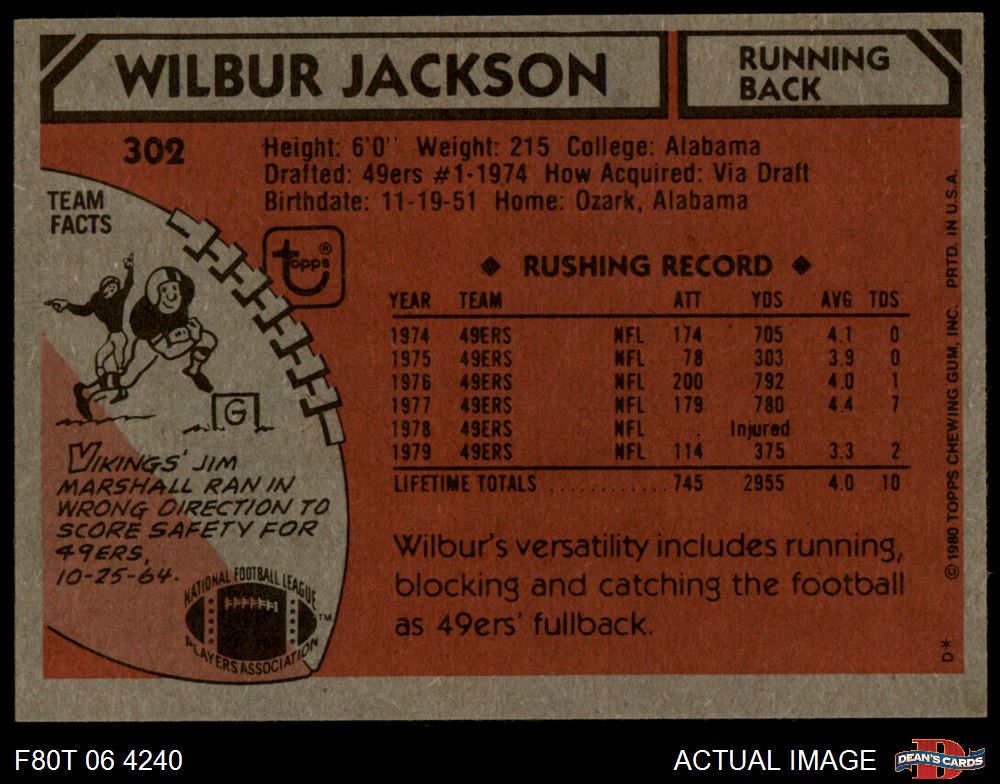 WILBUR JACKSON
RUNNING
BACK
302
Height: 6'0" Weight: 215 College: Alabama
Drafted: 49ers #1-1974 How Acquired: Via Draft
Birthdate: 11-19-51 Home: Ozark, Alabama
TEAM
FACTS
topps®
◆ RUSHING RECORD ◆
YEAR TEAM ATT YDS AVG TDS
1974 49ERS NFL 174 705 4.1 0
1975 49ERS NFL 78 303 3.9 0
1976 49ERS NFL 200 792 4.0 1
1977 49ERS NFL 179 780 4.4 7
1978 49ERS NFL . Injured
1979 49ERS NFL 114 375 3.3 2
LIFETIME TOTALS ............ 745 2955 4.0 10
G
VIKINGS' JIM
MARSHALL RAN IN
WRONG DIRECTION TO
SCORE SAFETY FOR
49ERS,
10-25-64.
NATIONAL FOOTBALL LEAGUE
PLAYERS ASSOCIATION
TM
Wilbur's versatility includes running,
blocking and catching the football
as 49ers' fullback.
D* © 1980 TOPPS CHEWING GUM, INC. PRTD. IN U.S.A.
F80T 06 4240
ACTUAL IMAGE
D
DEAN'S CARDS